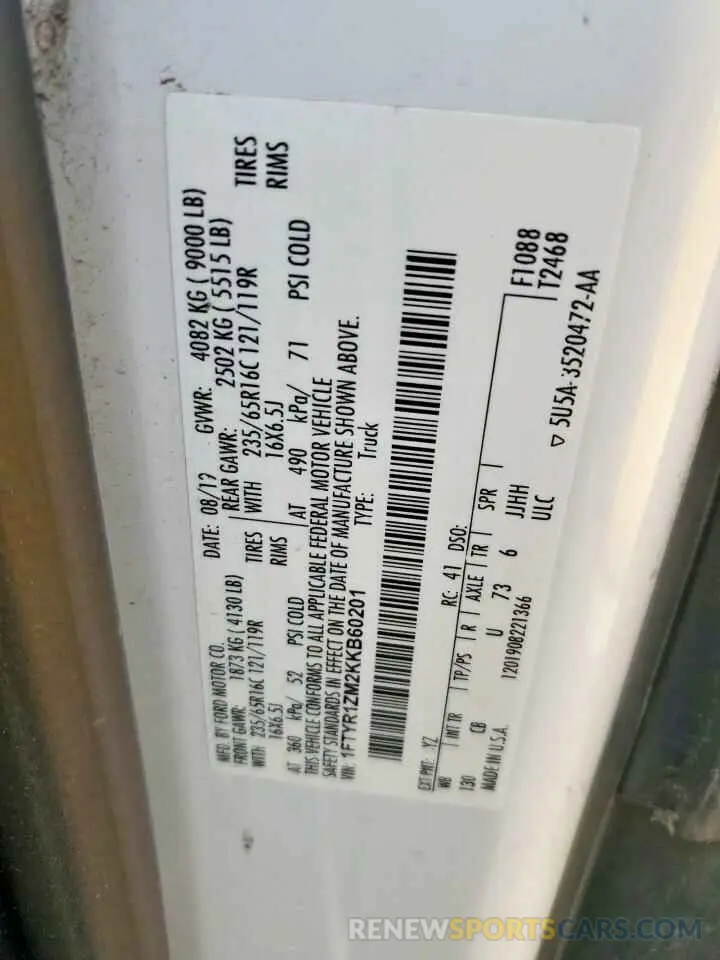 MFD. BY FORD MOTOR CO.
DATE: 08/17 GVWR: 4082 KG ( 9000 LB)
FRONT GAWR: 1873 KG ( 4130 LB) REAR GAWR: 2502 KG ( 5515 LB)
WITH 235/65R16C 121/119R TIRES WITH 235/65R16C 121/119R TIRES
16X6.5J RIMS 16X6.5J RIMS
AT 360 kPa/ 52 PSI COLD AT 490 kPa/ 71 PSI COLD
THIS VEHICLE CONFORMS TO ALL APPLICABLE FEDERAL MOTOR VEHICLE
SAFETY STANDARDS IN EFFECT ON THE DATE OF MANUFACTURE SHOWN ABOVE.
VIN: 1FTYR1ZM2KKB60201 TYPE: Truck
EXT PNT: YZ RC: 41 DSO:
WB INT TR TP/PS R AXLE TR SPR F1088
T2468
130 CB U 73 6 JJHH
ULC
MADE IN U.S.A. 1201908221366
▽ 5U5A-3520472-AA
RENEWSPORTSCARS.COM